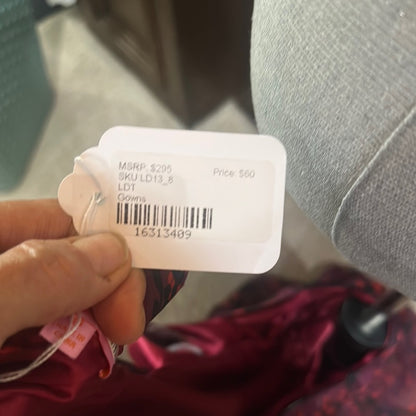 MSRP: $295
Price: $60
SKU LD13_8
LDT
Gowns
16313409